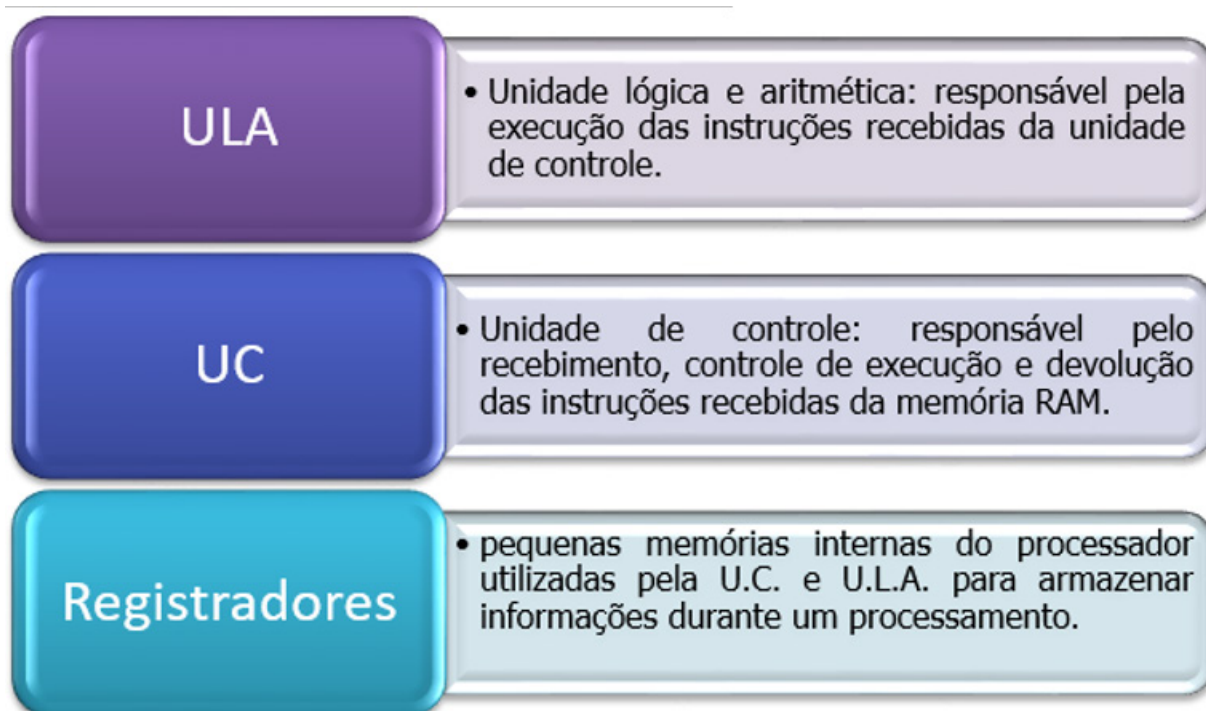 ULA
• Unidade lógica e aritmética: responsável pela
execução das instruções recebidas da unidade
de controle.
UC
• Unidade de controle: responsável pelo
recebimento, controle de execução e devolução
das instruções recebidas da memória RAM.
Registradores
• pequenas memórias internas do processador
utilizadas pela U.C. e U.L.A. para armazenar
informações durante um processamento.